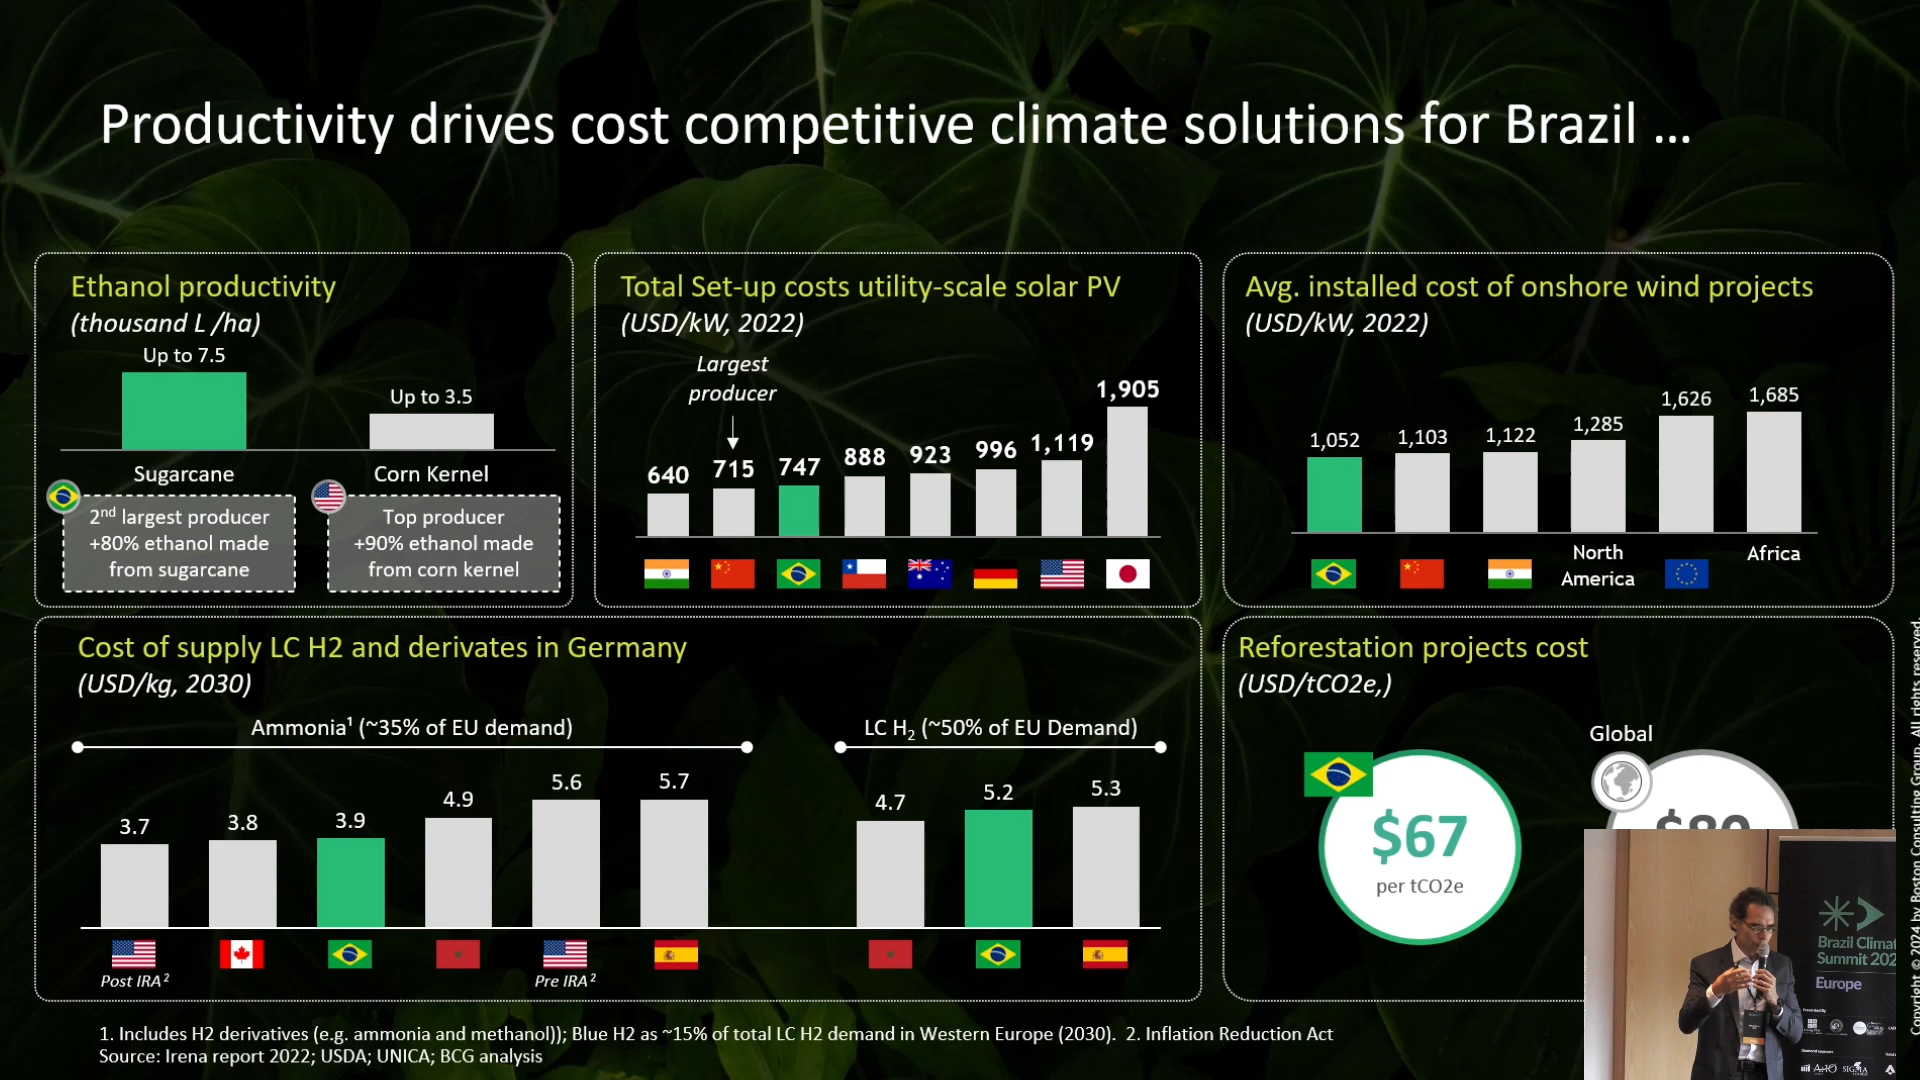 Productivity drives cost competitive climate solutions for Brazil ...
Ethanol productivity
(thousand L /ha)
Up to 7.5
Up to 3.5
Sugarcane
Corn Kernel
2nd largest producer
+80% ethanol made
from sugarcane
Top producer
+90% ethanol made
from corn kernel
Total Set-up costs utility-scale solar PV
(USD/kW, 2022)
Largest
producer
640
715
747
888
923
996
1,119
1,905
Avg. installed cost of onshore wind projects
(USD/kW, 2022)
1,052
1,103
1,122
1,285
1,626
1,685
North
America
Africa
Cost of supply LC H2 and derivates in Germany
(USD/kg, 2030)
Ammonia¹ (~35% of EU demand)
3.7
3.8
3.9
4.9
5.6
5.7
Post IRA²
Pre IRA²
LC H₂ (~50% of EU Demand)
4.7
5.2
5.3
Reforestation projects cost
(USD/tCO2e,)
$67
per tCO2e
Global
1. Includes H2 derivatives (e.g. ammonia and methanol)); Blue H2 as ~15% of total LC H2 demand in Western Europe (2030). 2. Inflation Reduction Act
Source: Irena report 2022; USDA; UNICA; BCG analysis
Copyright © 2024 by Boston Consulting Group. All rights reserved.
Brazil Climat
Summit 202
Europe